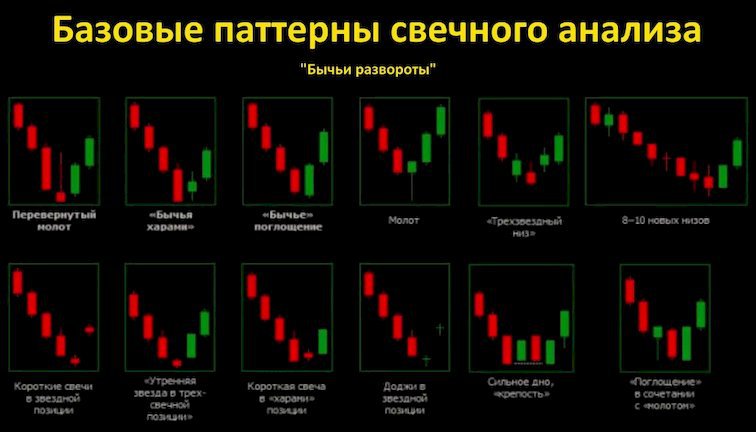 Базовые паттерны свечного анализа
"Бычьи развороты"
Перевернутый
молот
«Бычья
харами»
«Бычье»
поглощение
Молот
«Трехзвездный
низ»
8–10 новых низов
Короткие свечи
в звездной
позиции
«Утренняя
звезда в трех-
свечной
позиции»
Короткая свеча
в «харами»
позиции
Доджи в
звездной
позиции
Сильное дно,
«крепость»
«Поглощение»
в сочетании
с «молотом»